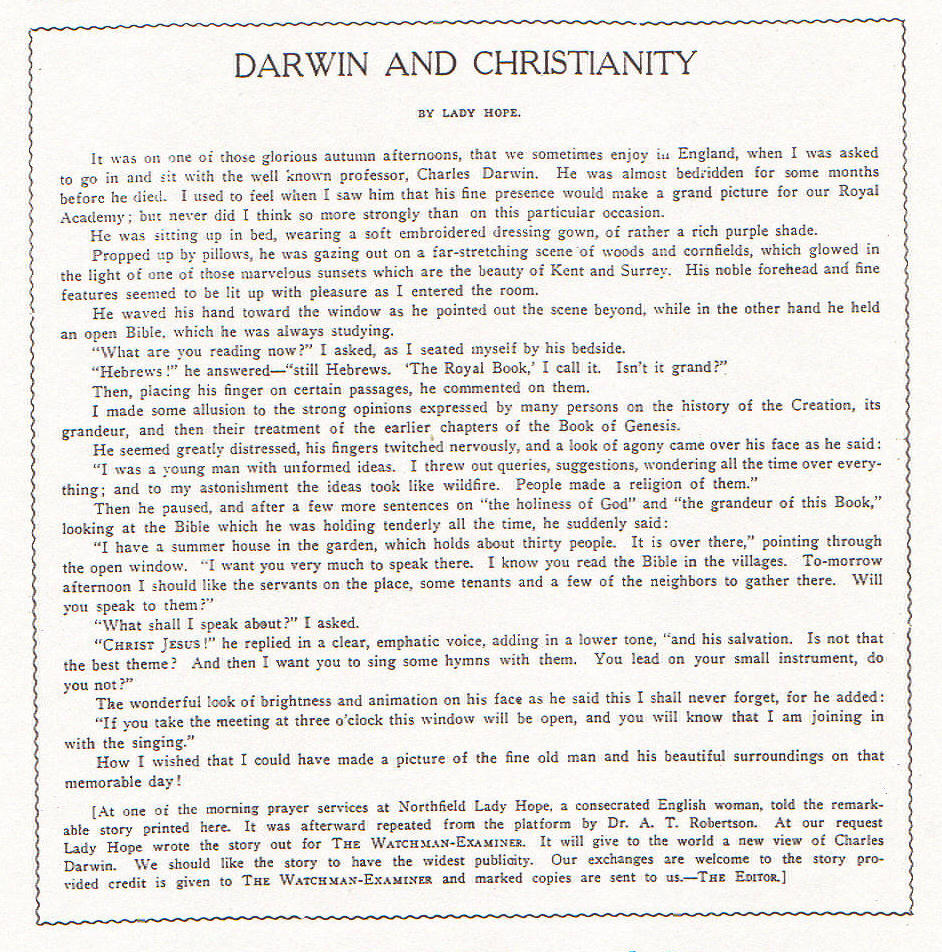 DARWIN AND CHRISTIANITY
BY LADY HOPE.
It was on one of those glorious autumn afternoons, that we sometimes enjoy in England, when I was asked
to go in and sit with the well known professor, Charles Darwin. He was almost bedridden for some months
before he died. I used to feel when I saw him that his fine presence would make a grand picture for our Royal
Academy; but never did I think so more strongly than on this particular occasion.
He was sitting up in bed, wearing a soft embroidered dressing gown, of rather a rich purple shade.
Propped up by pillows, he was gazing out on a far-stretching scene of woods and cornfields, which glowed in
the light of one of those marvelous sunsets which are the beauty of Kent and Surrey. His noble forehead and fine
features seemed to be lit up with pleasure as I entered the room.
He waved his hand toward the window as he pointed out the scene beyond, while in the other hand he held
an open Bible, which he was always studying.
“What are you reading now?” I asked, as I seated myself by his bedside.
“Hebrews!” he answered—“still Hebrews. ‘The Royal Book,’ I call it. Isn’t it grand?”
Then, placing his finger on certain passages, he commented on them.
I made some allusion to the strong opinions expressed by many persons on the history of the Creation, its
grandeur, and then their treatment of the earlier chapters of the Book of Genesis.
He seemed greatly distressed, his fingers twitched nervously, and a look of agony came over his face as he said:
“I was a young man with unformed ideas. I threw out queries, suggestions, wondering all the time over every-
thing; and to my astonishment the ideas took like wildfire. People made a religion of them.”
Then he paused, and after a few more sentences on “the holiness of God” and “the grandeur of this Book,”
looking at the Bible which he was holding tenderly all the time, he suddenly said:
“I have a summer house in the garden, which holds about thirty people. It is over there,” pointing through
the open window. “I want you very much to speak there. I know you read the Bible in the villages. To-morrow
afternoon I should like the servants on the place, some tenants and a few of the neighbors to gather there. Will
you speak to them?”
“What shall I speak about?” I asked.
“CHRIST JESUS!” he replied in a clear, emphatic voice, adding in a lower tone, “and his salvation. Is not that
the best theme? And then I want you to sing some hymns with them. You lead on your small instrument, do
you not?”
The wonderful look of brightness and animation on his face as he said this I shall never forget, for he added:
“If you take the meeting at three o’clock this window will be open, and you will know that I am joining in
with the singing.”
How I wished that I could have made a picture of the fine old man and his beautiful surroundings on that
memorable day!
[At one of the morning prayer services at Northfield Lady Hope, a consecrated English woman, told the remark-
able story printed here. It was afterward repeated from the platform by Dr. A. T. Robertson. At our request
Lady Hope wrote the story out for THE WATCHMAN-EXAMINER. It will give to the world a new view of Charles
Darwin. We should like the story to have the widest publicity. Our exchanges are welcome to the story pro-
vided credit is given to THE WATCHMAN-EXAMINER and marked copies are sent to us.—THE EDITOR.]